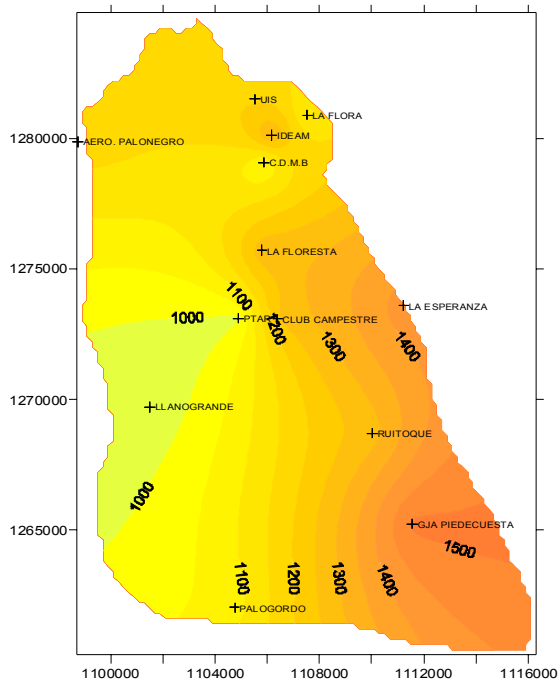 UIS
LA FLORA
1280000
IDEAM
AERO. PALONEGRO
C.D.M.B
1275000
LA FLORESTA
1100
LA ESPERANZA
1000
CLUB CAMPESTRE
1200
1300
1400
1270000
LLANOGRANDE
RUITOQUE
1000
1265000
GJA PIEDECUESTA
1500
1100
1200
1300
1400
PALOGORDO
1100000
1104000
1108000
1112000
1116000